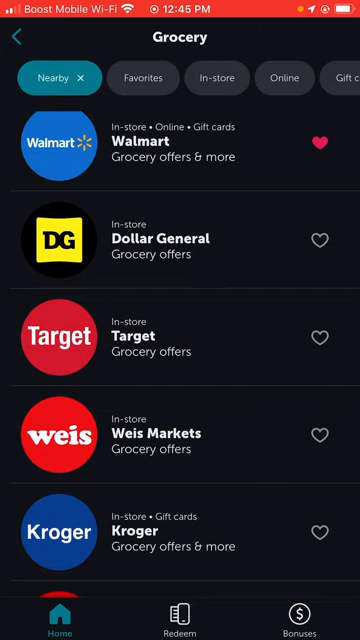 Boost Mobile Wi-Fi 12:45 PM
Grocery
Nearby × Favorites In-store Online Gift c
In-store • Online • Gift cards
Walmart
Walmart
Grocery offers & more
In-store
DG
Dollar General
Grocery offers
In-store
Target
Target
Grocery offers
In-store
weis
Weis Markets
Grocery offers
In-store • Gift cards
Kroger
Kroger
Grocery offers & more
Home Redeem Bonuses